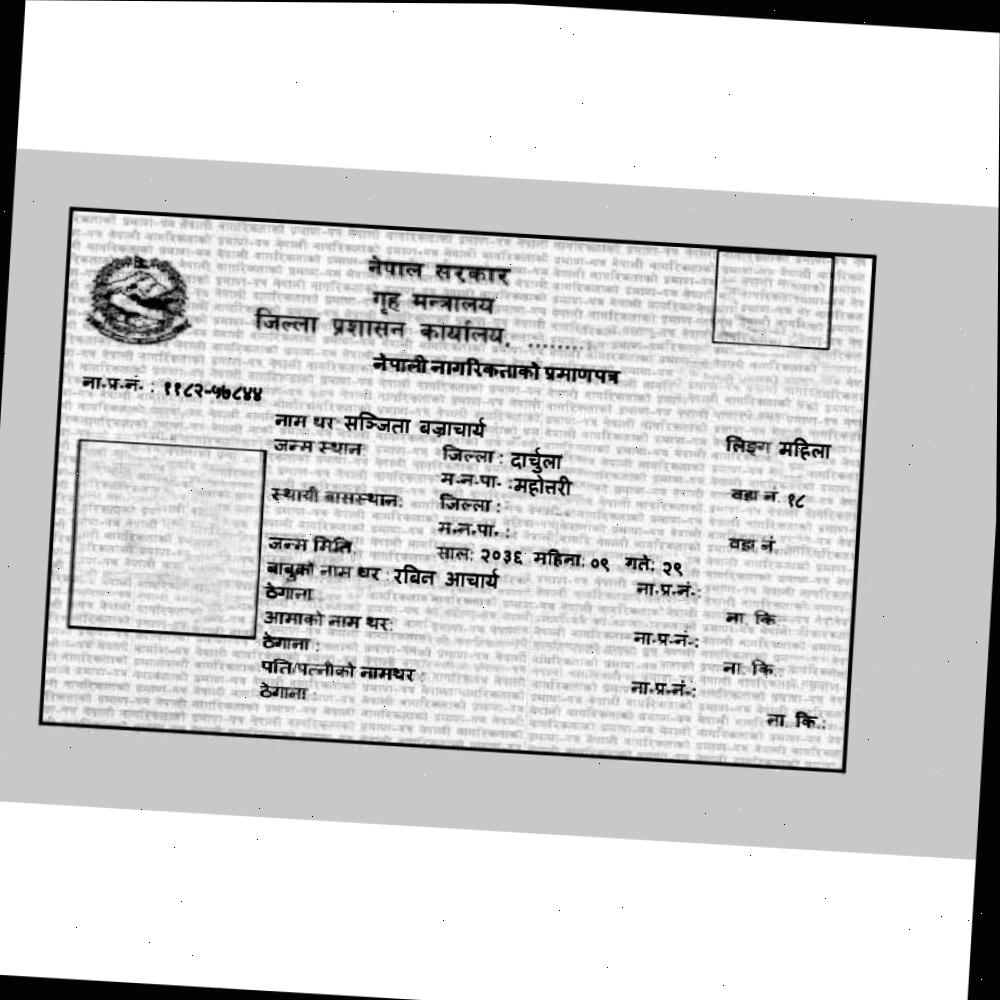 नेपाल सरकार
गृह मन्त्रालय
जिल्ला प्रशासन कार्यालय, ........
नेपाली नागरिकताको प्रमाणपत्र
ना.प्र.नं. : ११८२-५७८४४
नाम थर: सञ्जिता बज्राचार्य लिङ्ग महिला
जन्म स्थान: जिल्ला : दार्चुला
म.न.पा. : महोत्तरी वडा नं. १८
स्थायी बासस्थान: जिल्ला :
म.न.पा. : वडा नं.
जन्म मिति: साल: २०३६ महिना: ०९ गते: २९
बाबुको नाम थर : रबिन आचार्य ना.प्र.नं.:
ठेगाना : ना. कि.:
आमाको नाम थर: ना.प्र.नं.:
ठेगाना : ना. कि.:
पति/पत्नीको नामथर : ना.प्र.नं.:
ठेगाना : ना. कि.: